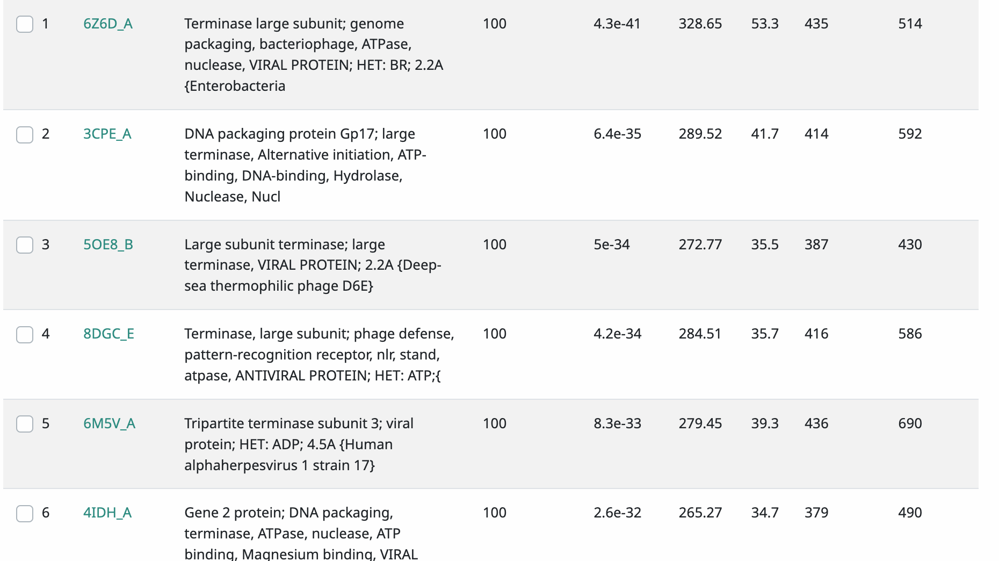 1 6Z6D_A Terminase large subunit; genome 100 4.3e-41 328.65 53.3 435 514
packaging, bacteriophage, ATPase,
nuclease, VIRAL PROTEIN; HET: BR; 2.2A
{Enterobacteria
2 3CPE_A DNA packaging protein Gp17; large 100 6.4e-35 289.52 41.7 414 592
terminase, Alternative initiation, ATP-
binding, DNA-binding, Hydrolase,
Nuclease, Nucl
3 5OE8_B Large subunit terminase; large 100 5e-34 272.77 35.5 387 430
terminase, VIRAL PROTEIN; 2.2A {Deep-
sea thermophilic phage D6E}
4 8DGC_E Terminase, large subunit; phage defense, 100 4.2e-34 284.51 35.7 416 586
pattern-recognition receptor, nlr, stand,
atpase, ANTIVIRAL PROTEIN; HET: ATP;{
5 6M5V_A Tripartite terminase subunit 3; viral 100 8.3e-33 279.45 39.3 436 690
protein; HET: ADP; 4.5A {Human
alphaherpesvirus 1 strain 17}
6 4IDH_A Gene 2 protein; DNA packaging, 100 2.6e-32 265.27 34.7 379 490
terminase, ATPase, nuclease, ATP
binding, Magnesium binding, VIRAL